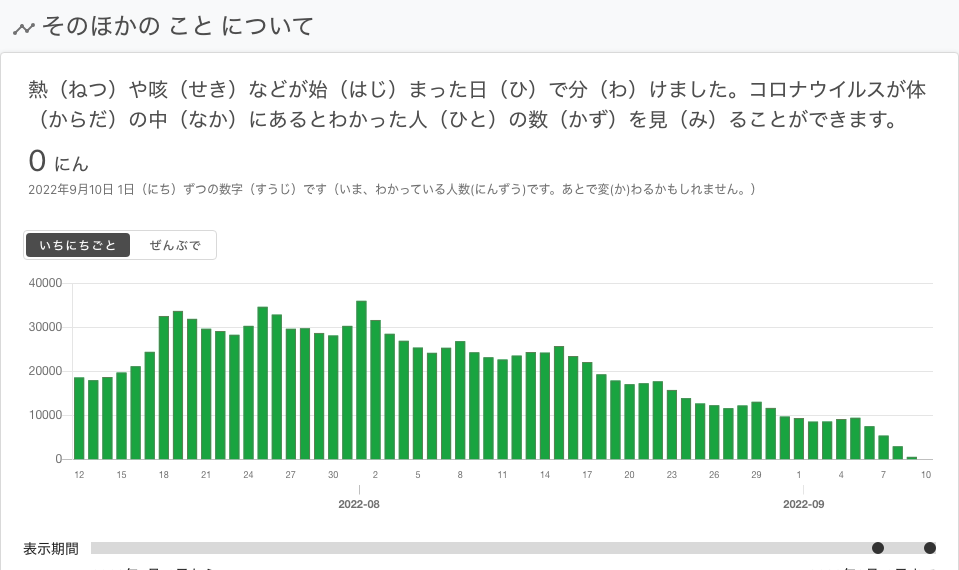 そのほかの こと について
熱（ねつ）や咳（せき）などが始（はじ）まった日（ひ）で分（わ）けました。コロナウイルスが体
（からだ）の中（なか）にあるとわかった人（ひと）の数（かず）を見（み）ることができます。
0 にん
2022年9月10日 1日（にち）ずつの数字（すうじ）です（いま、わかっている人数(にんずう)です。あとで変(か)わるかもしれません。）
いちにちごと ぜんぶで
40000
30000
20000
10000
0
12 15 18 21 24 27 30 2 5 8 11 14 17 20 23 26 29 1 4 7 10
2022-08 2022-09
表示期間